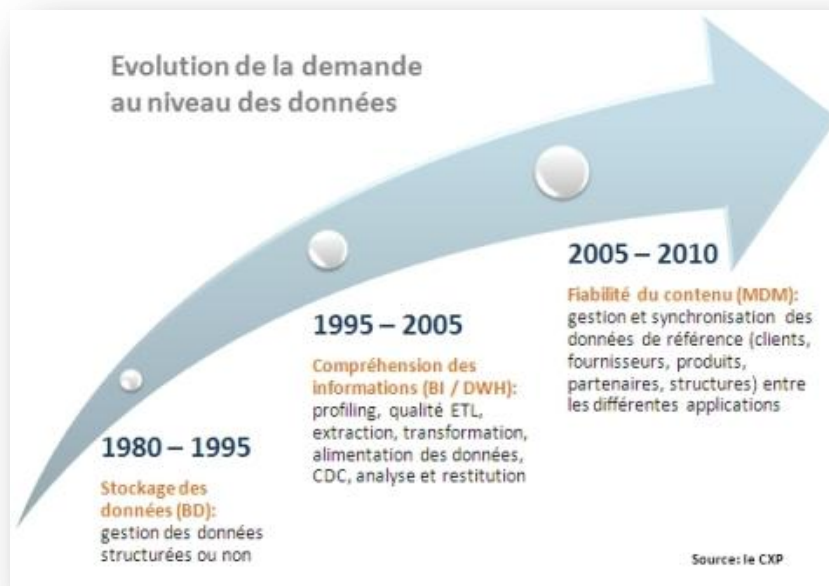 Evolution de la demande
au niveau des données
1980 – 1995
Stockage des
données (BD):
gestion des données
structurées ou non
1995 – 2005
Compréhension des
informations (BI / DWH):
profiling, qualité ETL,
extraction, transformation,
alimentation des données,
CDC, analyse et restitution
2005 – 2010
Fiabilité du contenu (MDM):
gestion et synchronisation des
données de référence (clients,
fournisseurs, produits,
partenaires, structures) entre
les différentes applications
Source: le CXP